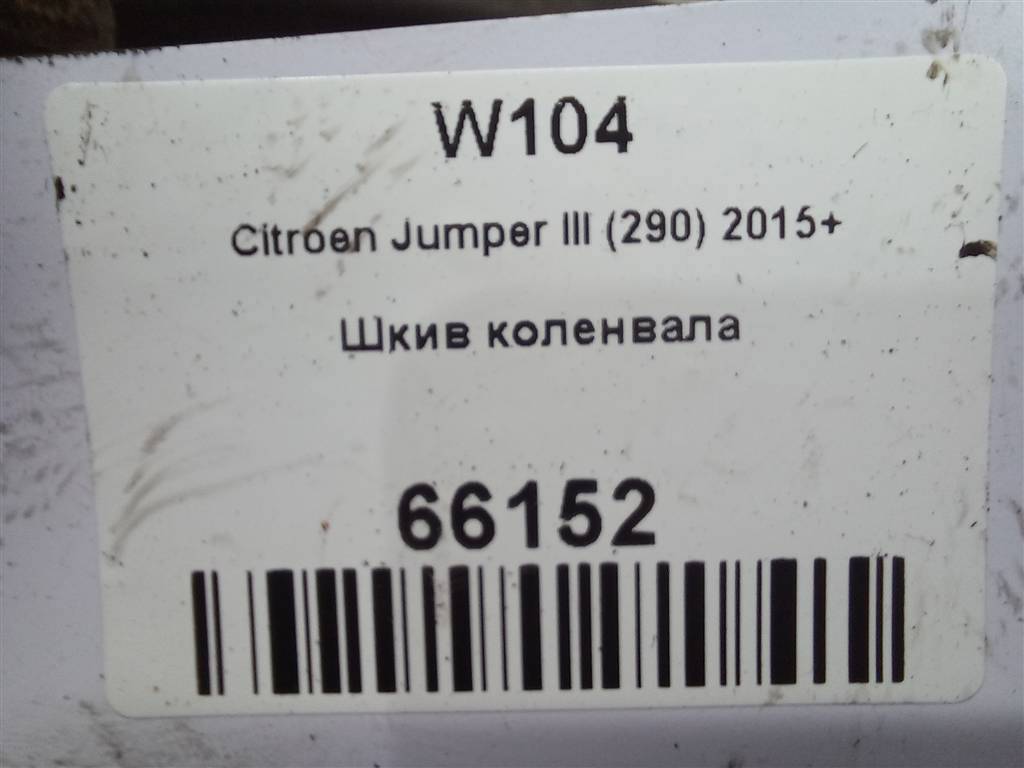 W104
Citroen Jumper III (290) 2015+
Шкив коленвала
66152